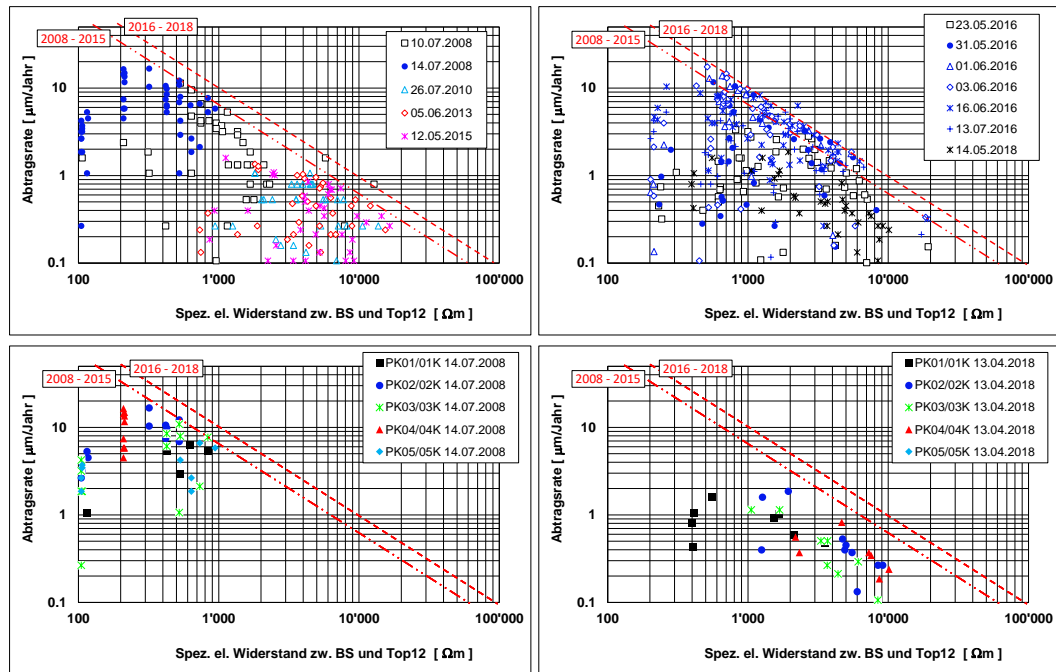 2016 - 2018
2008 - 2015
10.07.2008
14.07.2008
26.07.2010
05.06.2013
12.05.2015
Abtragsrate [ µm/Jahr ]
10
1
0.1
100
1'000
10'000
100'000
Spez. el. Widerstand zw. BS und Top12 [ Ωm ]
2016 - 2018
2008 - 2015
23.05.2016
31.05.2016
01.06.2016
03.06.2016
16.06.2016
13.07.2016
14.05.2018
Abtragsrate [ µm/Jahr ]
10
1
0.1
100
1'000
10'000
100'000
Spez. el. Widerstand zw. BS und Top12 [ Ωm ]
2016 - 2018
2008 - 2015
PK01/01K 14.07.2008
PK02/02K 14.07.2008
PK03/03K 14.07.2008
PK04/04K 14.07.2008
PK05/05K 14.07.2008
Abtragsrate [ µm/Jahr ]
10
1
0.1
100
1'000
10'000
100'000
Spez. el. Widerstand zw. BS und Top12 [ Ωm ]
2016 - 2018
2008 - 2015
PK01/01K 13.04.2018
PK02/02K 13.04.2018
PK03/03K 13.04.2018
PK04/04K 13.04.2018
PK05/05K 13.04.2018
Abtragsrate [ µm/Jahr ]
10
1
0.1
100
1'000
10'000
100'000
Spez. el. Widerstand zw. BS und Top12 [ Ωm ]